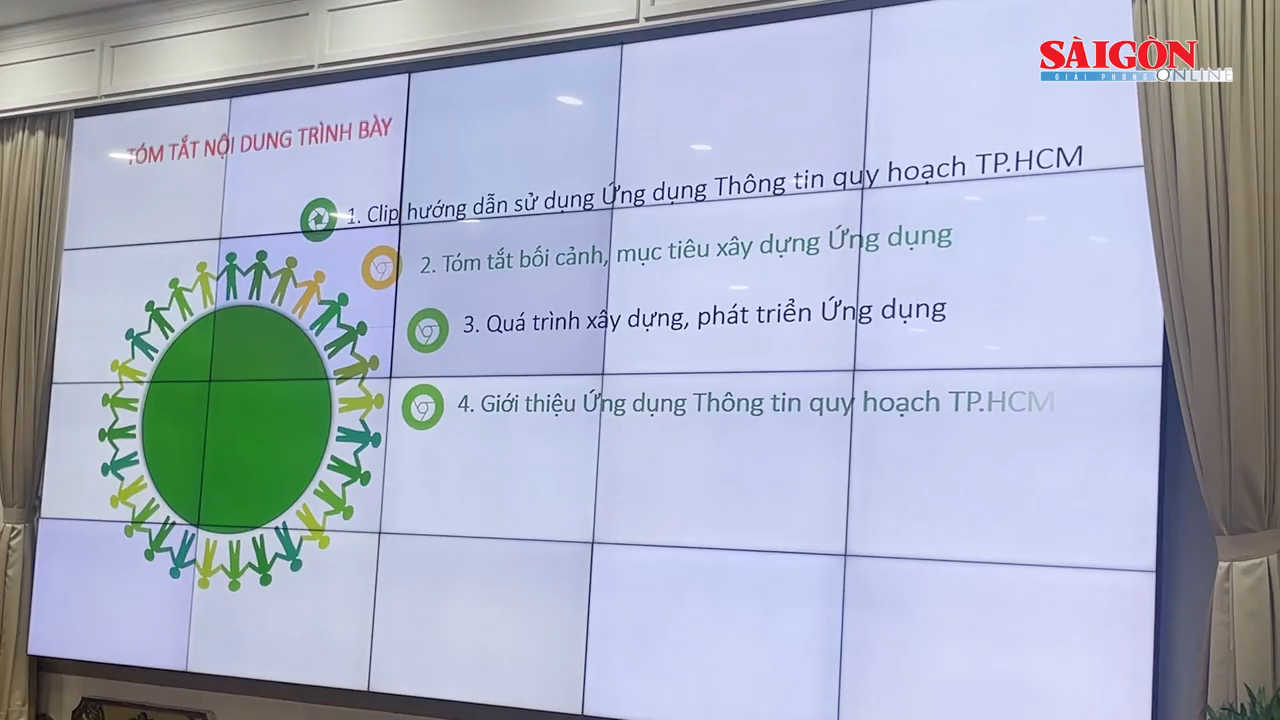 SÀIGÒN
GIẢI PHÓNG ONLINE
TÓM TẮT NỘI DUNG TRÌNH BÀY
1. Clip hướng dẫn sử dụng Ứng dụng Thông tin quy hoạch TP.HCM
2. Tóm tắt bối cảnh, mục tiêu xây dựng Ứng dụng
3. Quá trình xây dựng, phát triển Ứng dụng
4. Giới thiệu Ứng dụng Thông tin quy hoạch TP.HCM